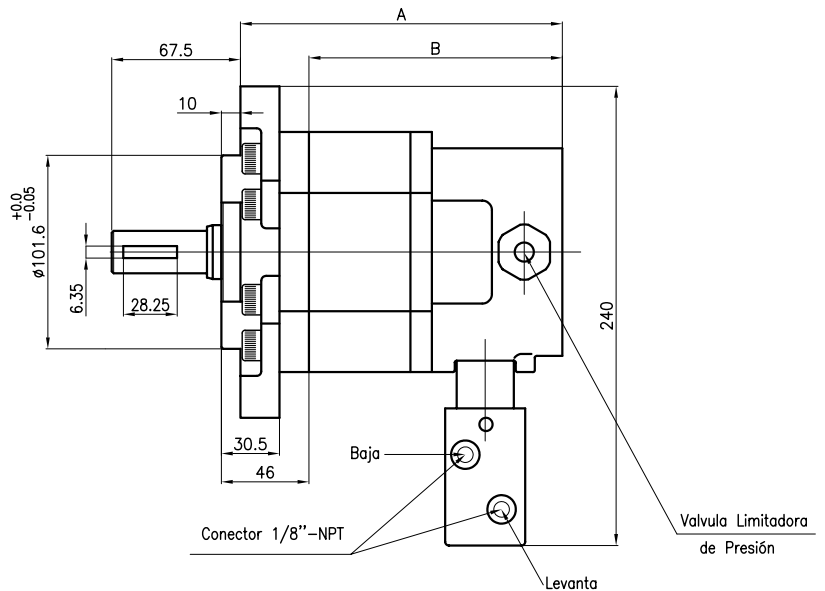 A
67.5
B
10
+0.0
-0.05
ø101.6
6.35
28.25
240
30.5
46
Baja
Conector 1/8’’-NPT
Valvula Limitadora
de Presión
Levanta